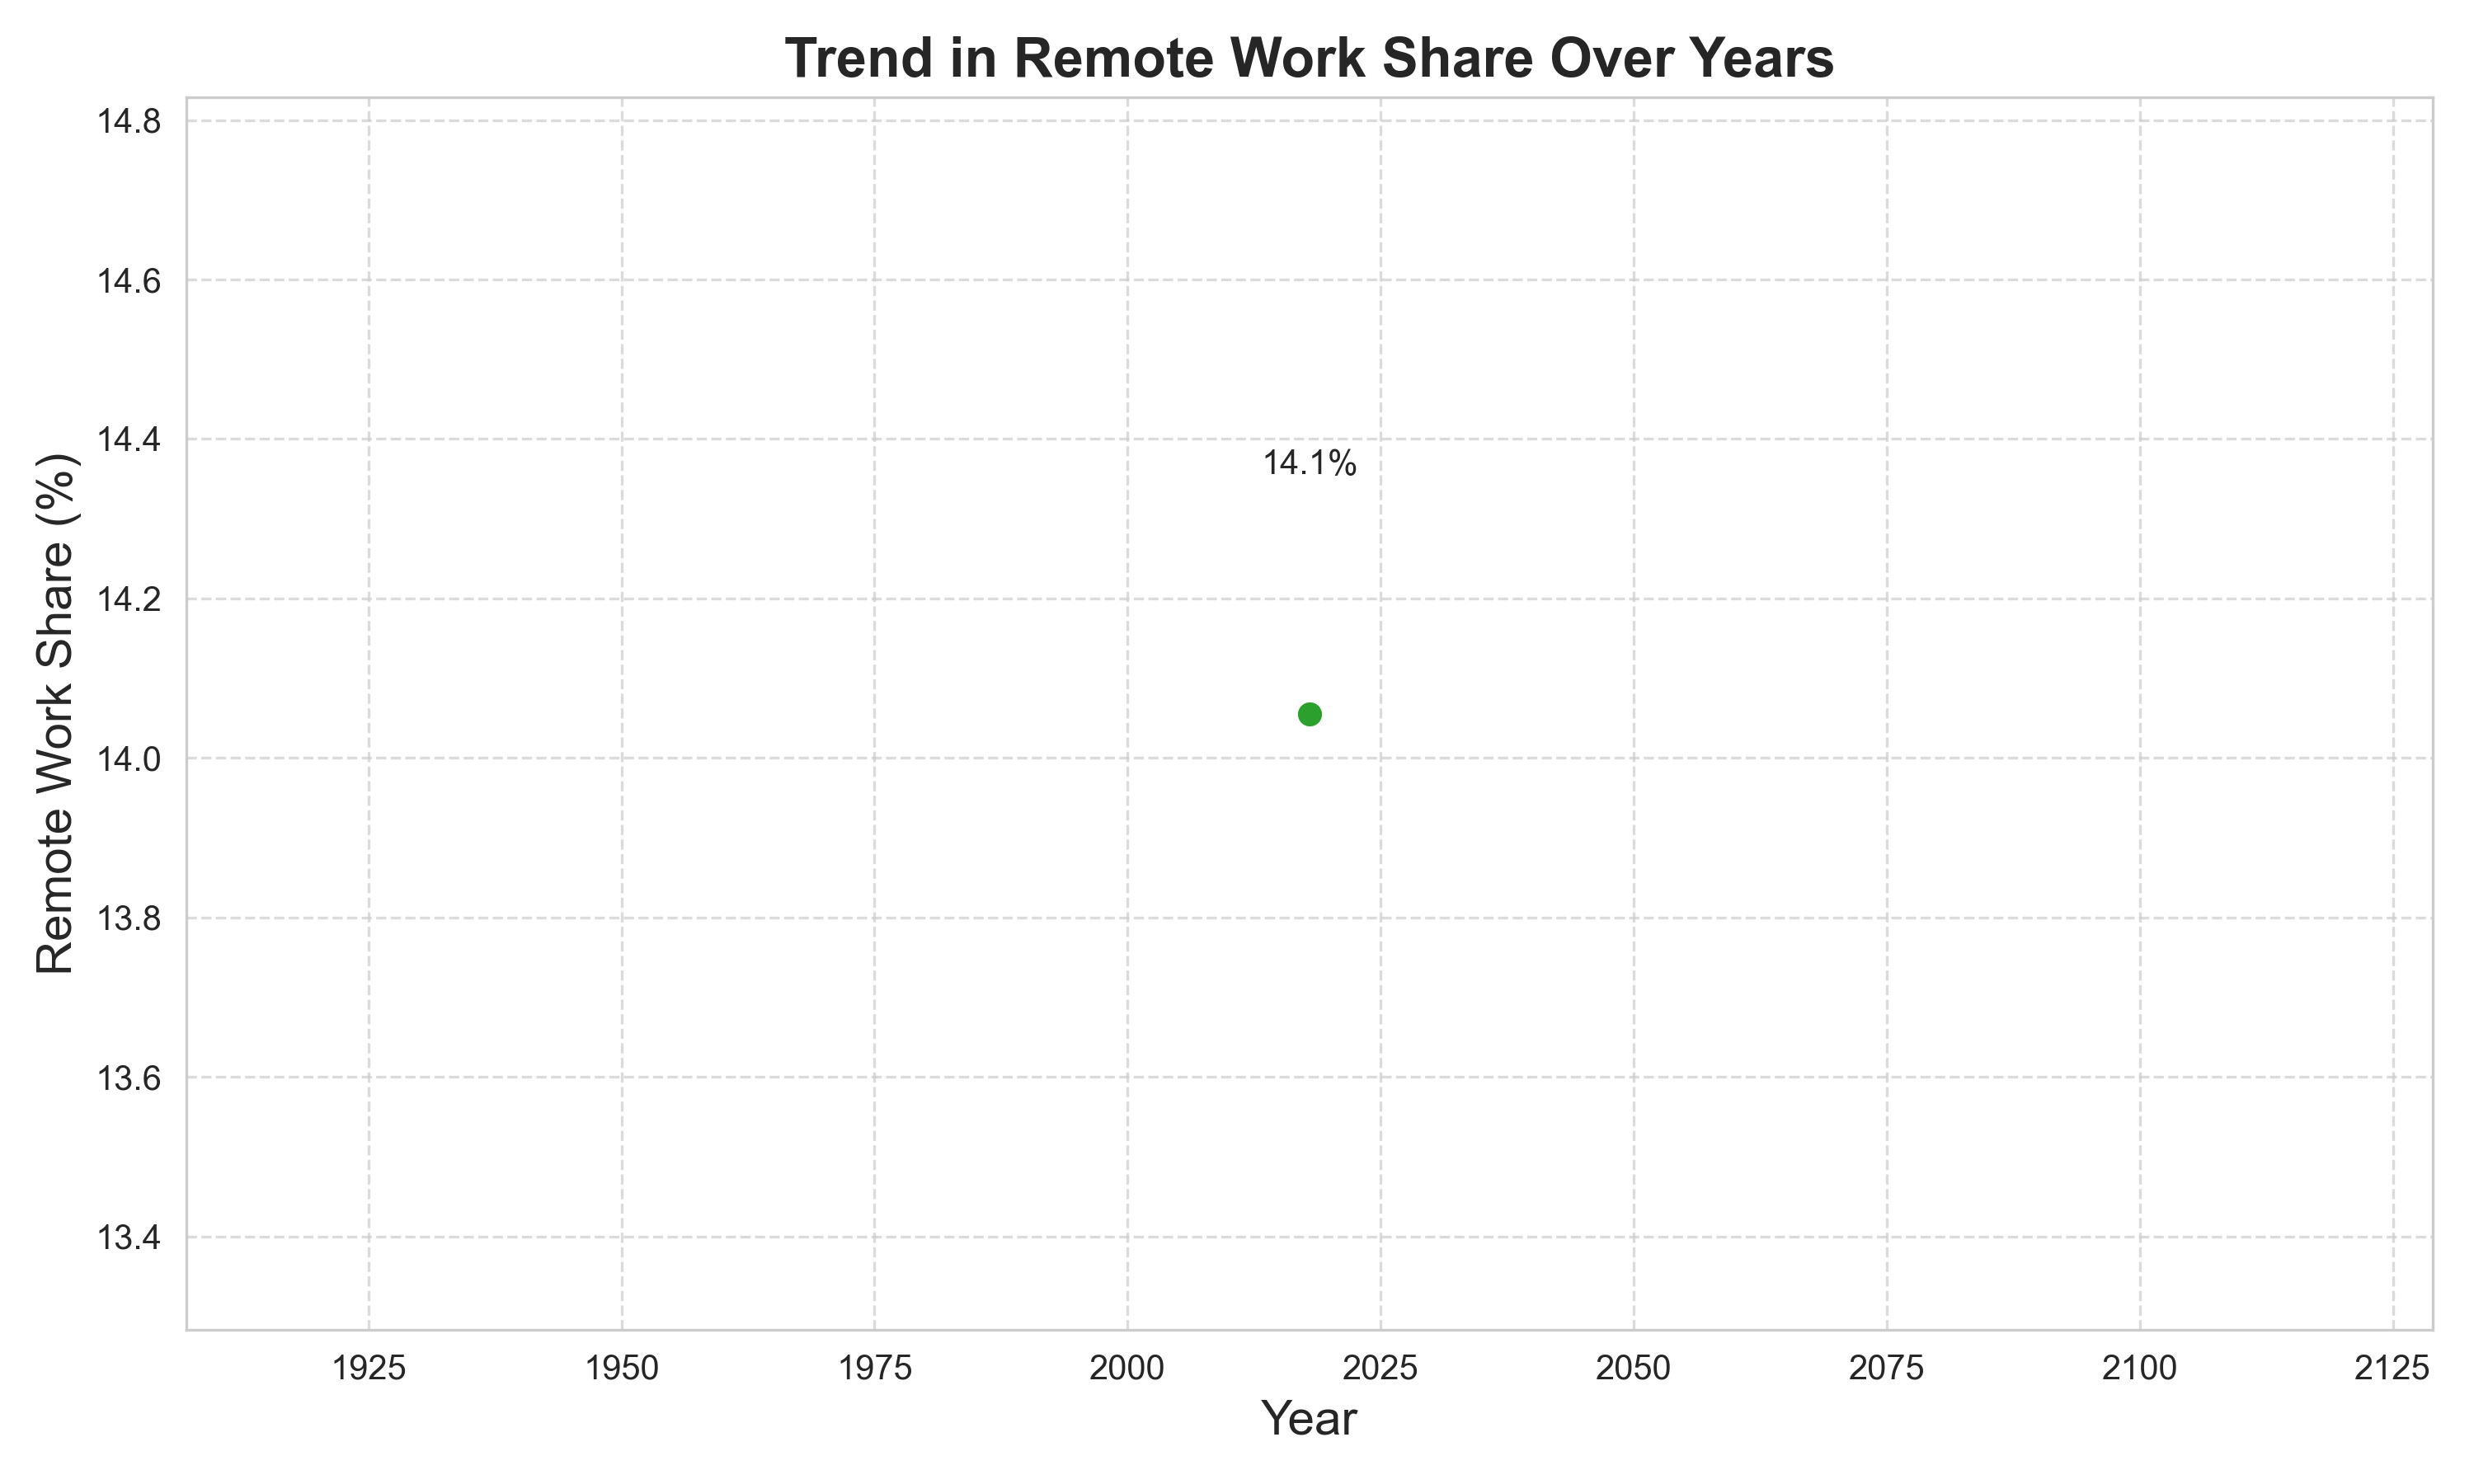 Trend in Remote Work Share Over Years
Remote Work Share (%)
14.8
14.6
14.4
14.2
14.0
13.8
13.6
13.4
14.1%
1925 1950 1975 2000 2025 2050 2075 2100 2125
Year